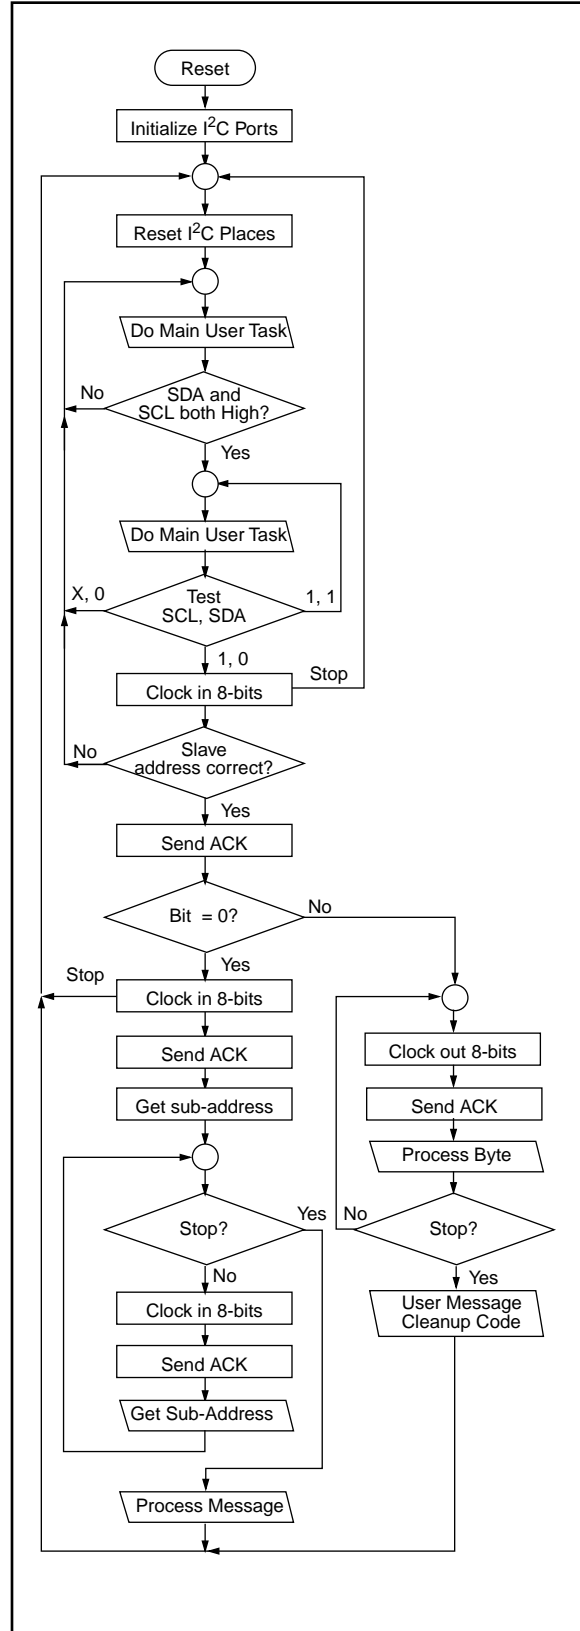 Reset
Initialize I²C Ports
Reset I²C Places
Do Main User Task
No
SDA and
SCL both High?
Yes
Do Main User Task
X, 0
Test
SCL, SDA
1, 1
1, 0
Stop
Clock in 8-bits
No
Slave
address correct?
Yes
Send ACK
Bit = 0?
No
Yes
Stop
Clock in 8-bits
Send ACK
Get sub-address
Stop?
Yes
No
Clock in 8-bits
Send ACK
Get Sub-Address
Process Message
Clock out 8-bits
Send ACK
Process Byte
No
Stop?
Yes
User Message
Cleanup Code